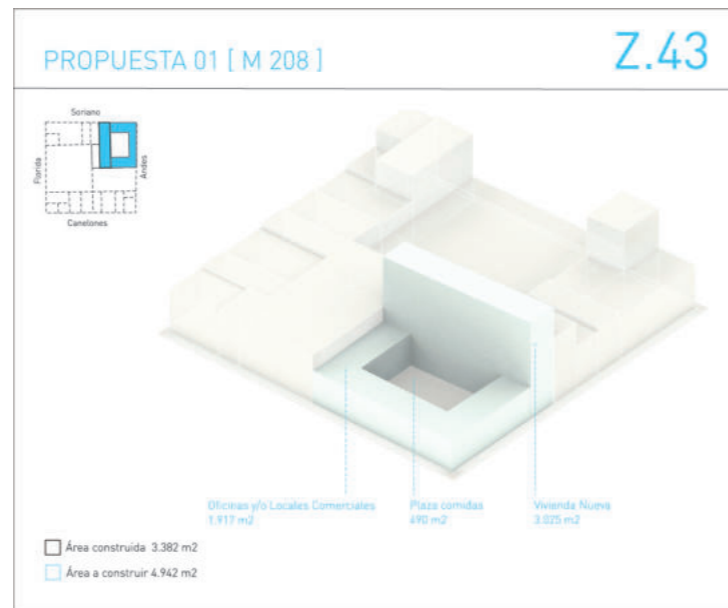 PROPUESTA 01 [ M 208 ]
Z.43
Soriano
Florida
Andes
Canelones
Oficinas y/o Locales Comerciales
1.917 m2
Plaza comidas
490 m2
Vivienda Nueva
3.025 m2
Área construida 3.382 m2
Área a construir 4.942 m2